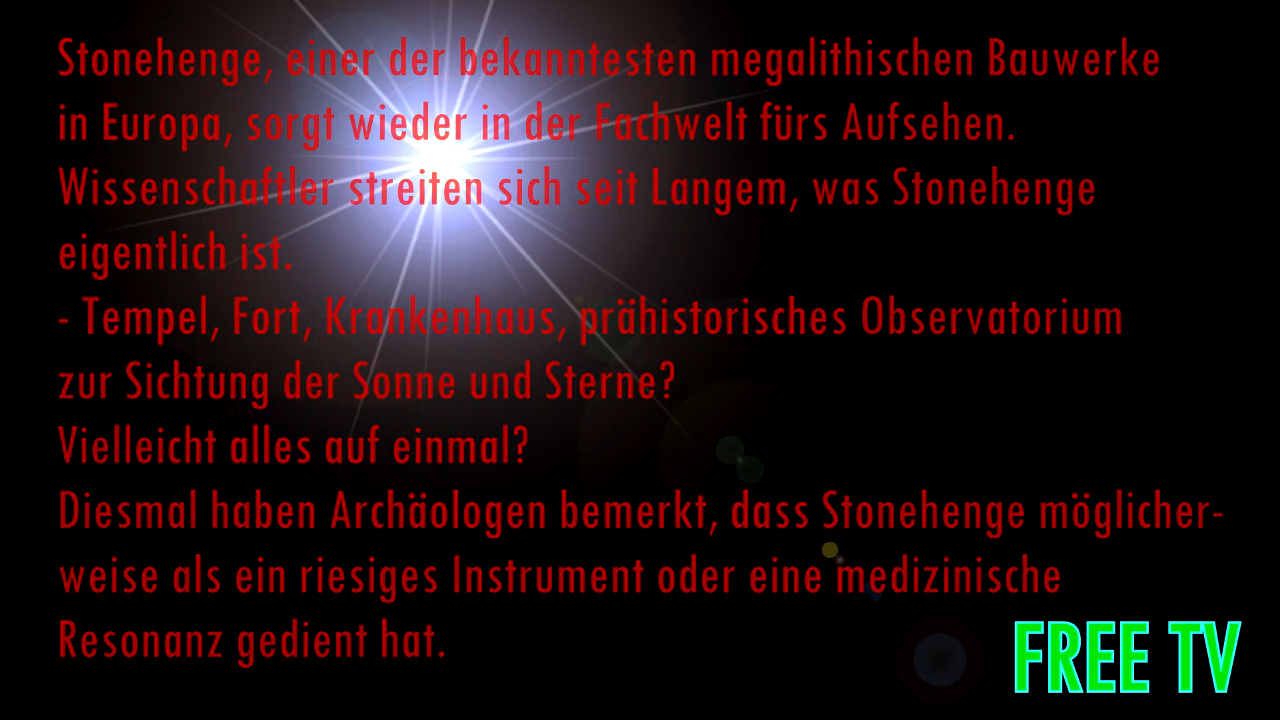 Stonehenge, einer der bekanntesten megalithischen Bauwerke
in Europa, sorgt wieder in der Fachwelt fürs Aufsehen.
Wissenschaftler streiten sich seit Langem, was Stonehenge
eigentlich ist.
- Tempel, Fort, Krankenhaus, prähistorisches Observatorium
zur Sichtung der Sonne und Sterne?
Vielleicht alles auf einmal?
Diesmal haben Archäologen bemerkt, dass Stonehenge möglicher-
weise als ein riesiges Instrument oder eine medizinische
Resonanz gedient hat.
FREE TV